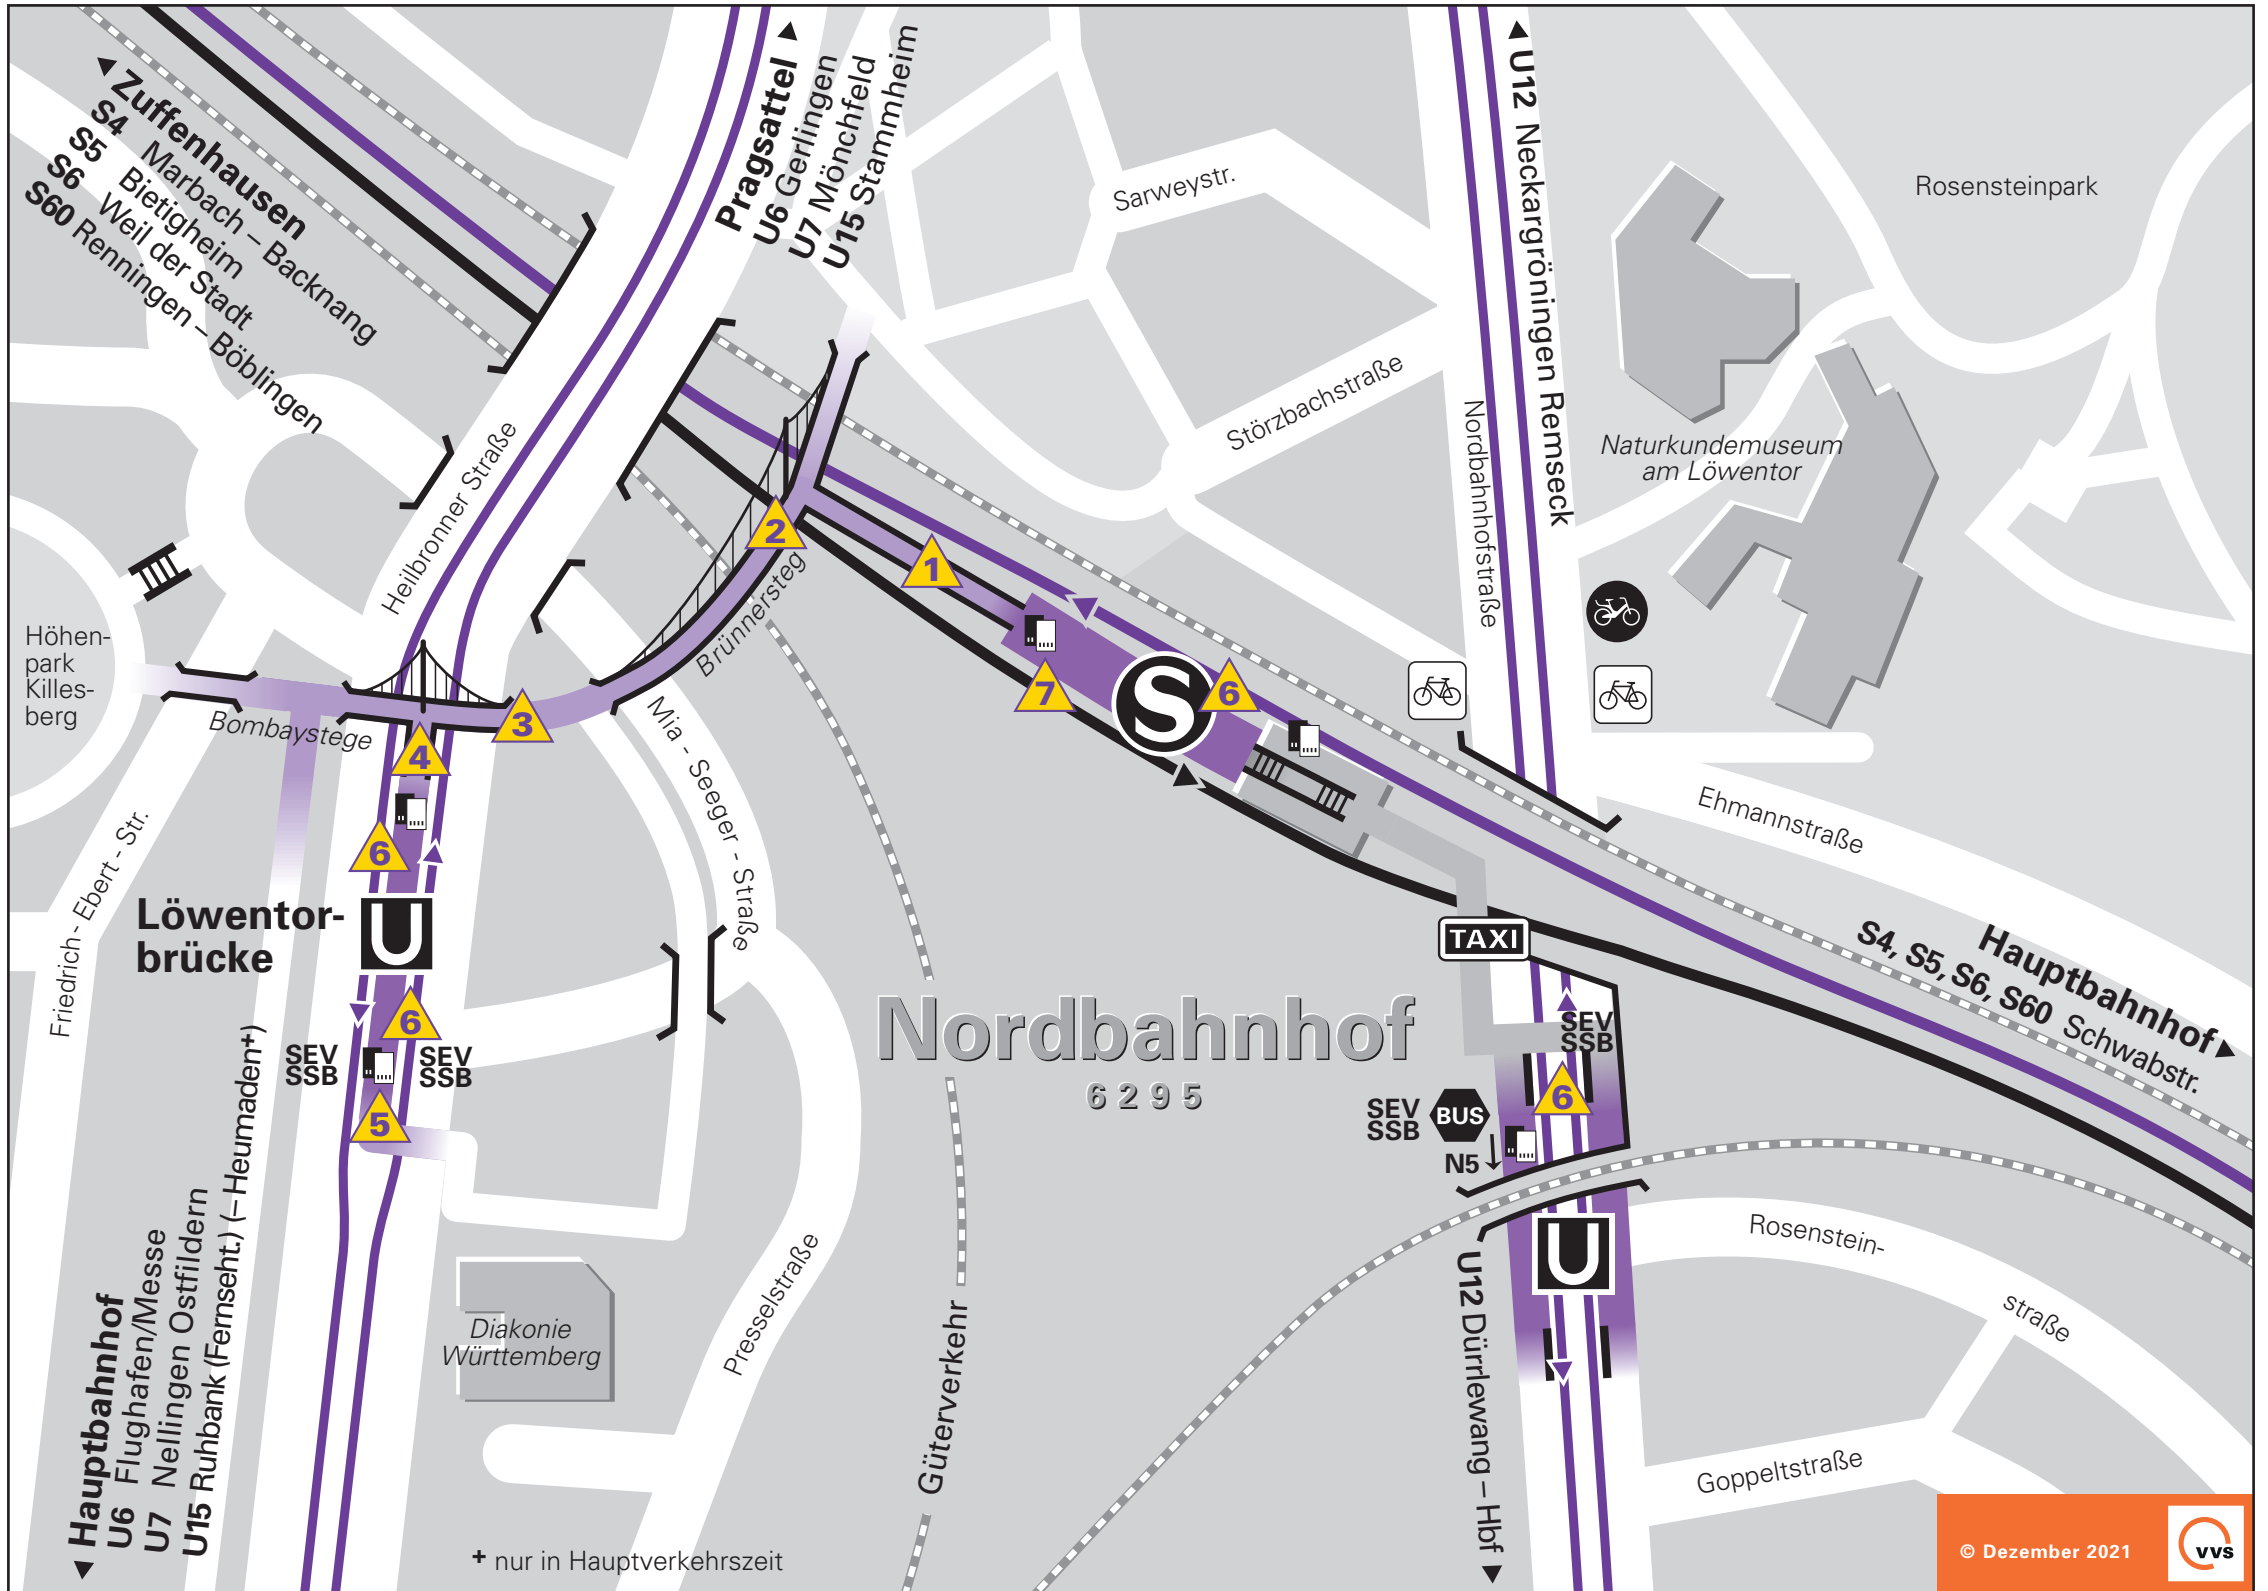 Zuffenhausen
S4 Marbach – Backnang
S5 Bietigheim
S6 Weil der Stadt
S60 Renningen – Böblingen
Pragsattel
U6 Gerlingen
U7 Mönchfeld
U15 Stammheim
U12 Neckargröningen Remseck
Sarweystr.
Rosensteinpark
Störzbachstraße
Nordbahnhofstraße
Naturkundemuseum
am Löwentor
Heilbronner Straße
2
1
Brünnersteg
Höhen-
park
Killes-
berg
Bombaystege
3
4
7
S
6
Mia - Seeger - Straße
Ehmannstraße
Friedrich - Ebert - Str.
6
Löwentor-
brücke
U
TAXI
Hauptbahnhof
S4, S5, S6, S60 Schwabstr.
Nordbahnhof
6295
6
SEV
SSB
SEV
SSB
5
SEV
SSB
6
SEV
SSB
BUS
N5
U
U12 Dürrlewang – Hbf
Rosenstein-
straße
Goppeltstraße
Presselstraße
Güterverkehr
Diakonie
Württemberg
Hauptbahnhof
U6 Flughafen/Messe
U7 Nellingen Ostfildern
U15 Ruhbank (Fernseht.) (– Heumaden+)
+ nur in Hauptverkehrszeit
© Dezember 2021
vvs